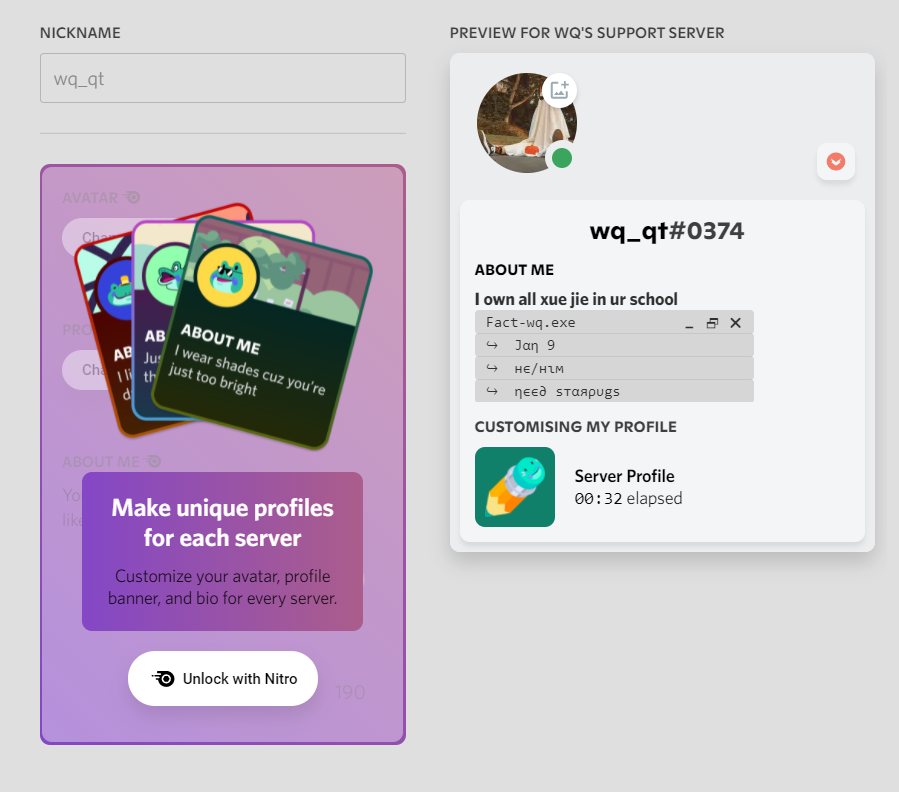 NICKNAME
wq_qt
AVATAR
Cha
PRO
Cha
ABOUT ME
You
like
AB
I li
d
AB
Jus
th
ABOUT ME
I wear shades cuz you're
just too bright
Make unique profiles
for each server
Customize your avatar, profile
banner, and bio for every server.
Unlock with Nitro
190
PREVIEW FOR WQ'S SUPPORT SERVER
wq_qt#0374
ABOUT ME
I own all xue jie in ur school
Fact-wq.exe
↪ Jαη 9
↪ нє/нιм
↪ ηєє∂ ѕтαяρυgѕ
CUSTOMISING MY PROFILE
Server Profile
00:32 elapsed